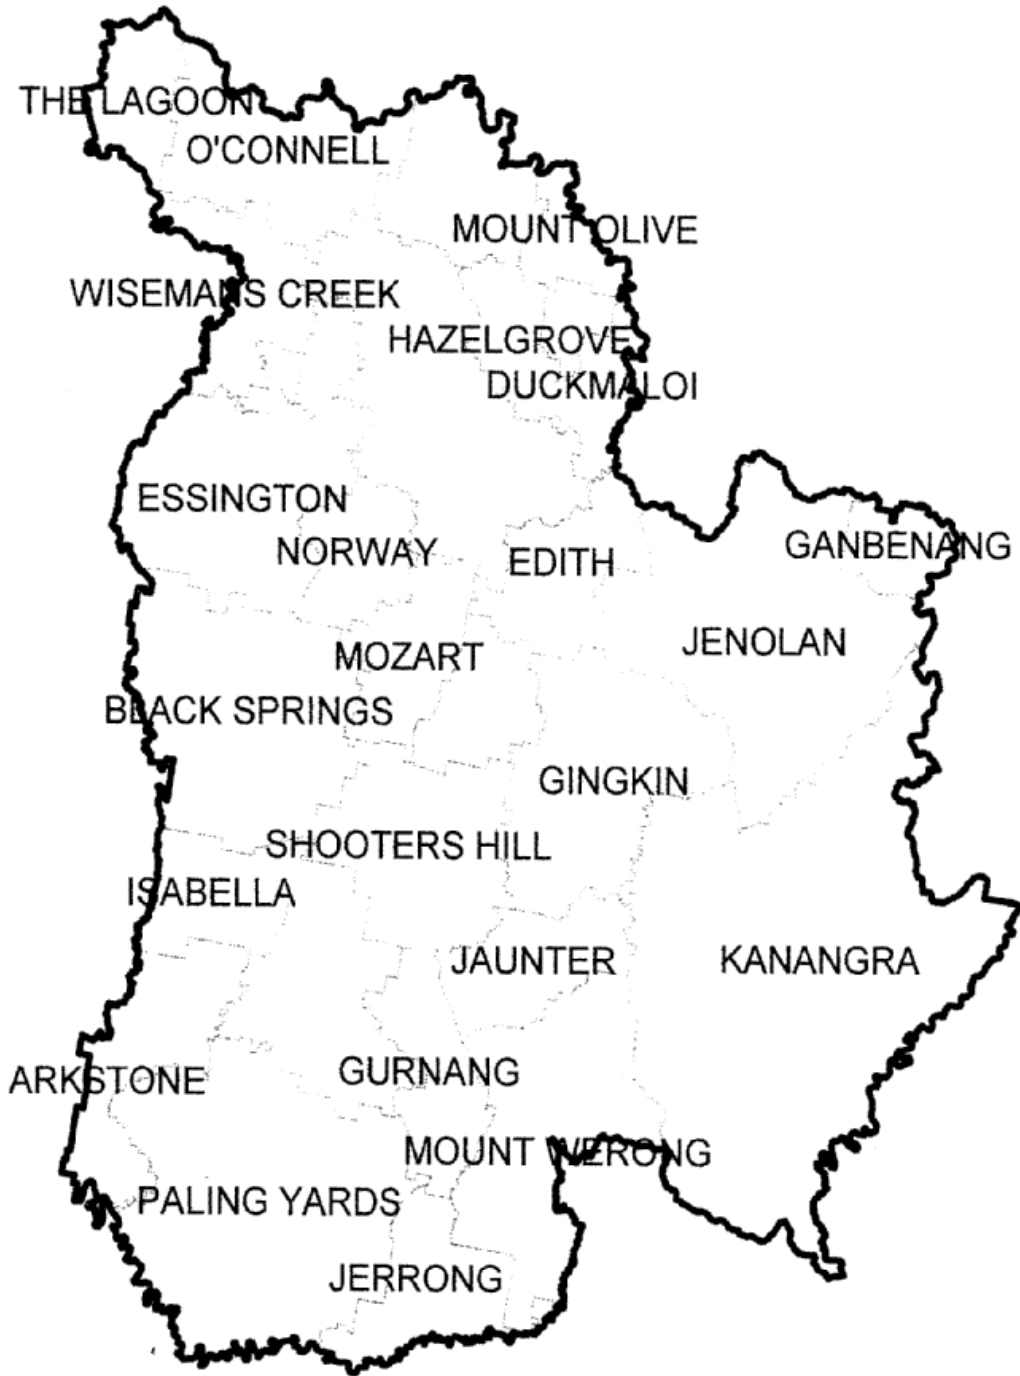 THE LAGOON
O'CONNELL
MOUNT OLIVE
WISEMANS CREEK
HAZELGROVE
DUCKMALOI
ESSINGTON
NORWAY
EDITH
GANBENANG
JENOLAN
MOZART
BLACK SPRINGS
GINGKIN
SHOOTERS HILL
ISABELLA
JAUNTER
KANANGRA
ARKSTONE
GURNANG
MOUNT WERONG
PALING YARDS
JERRONG